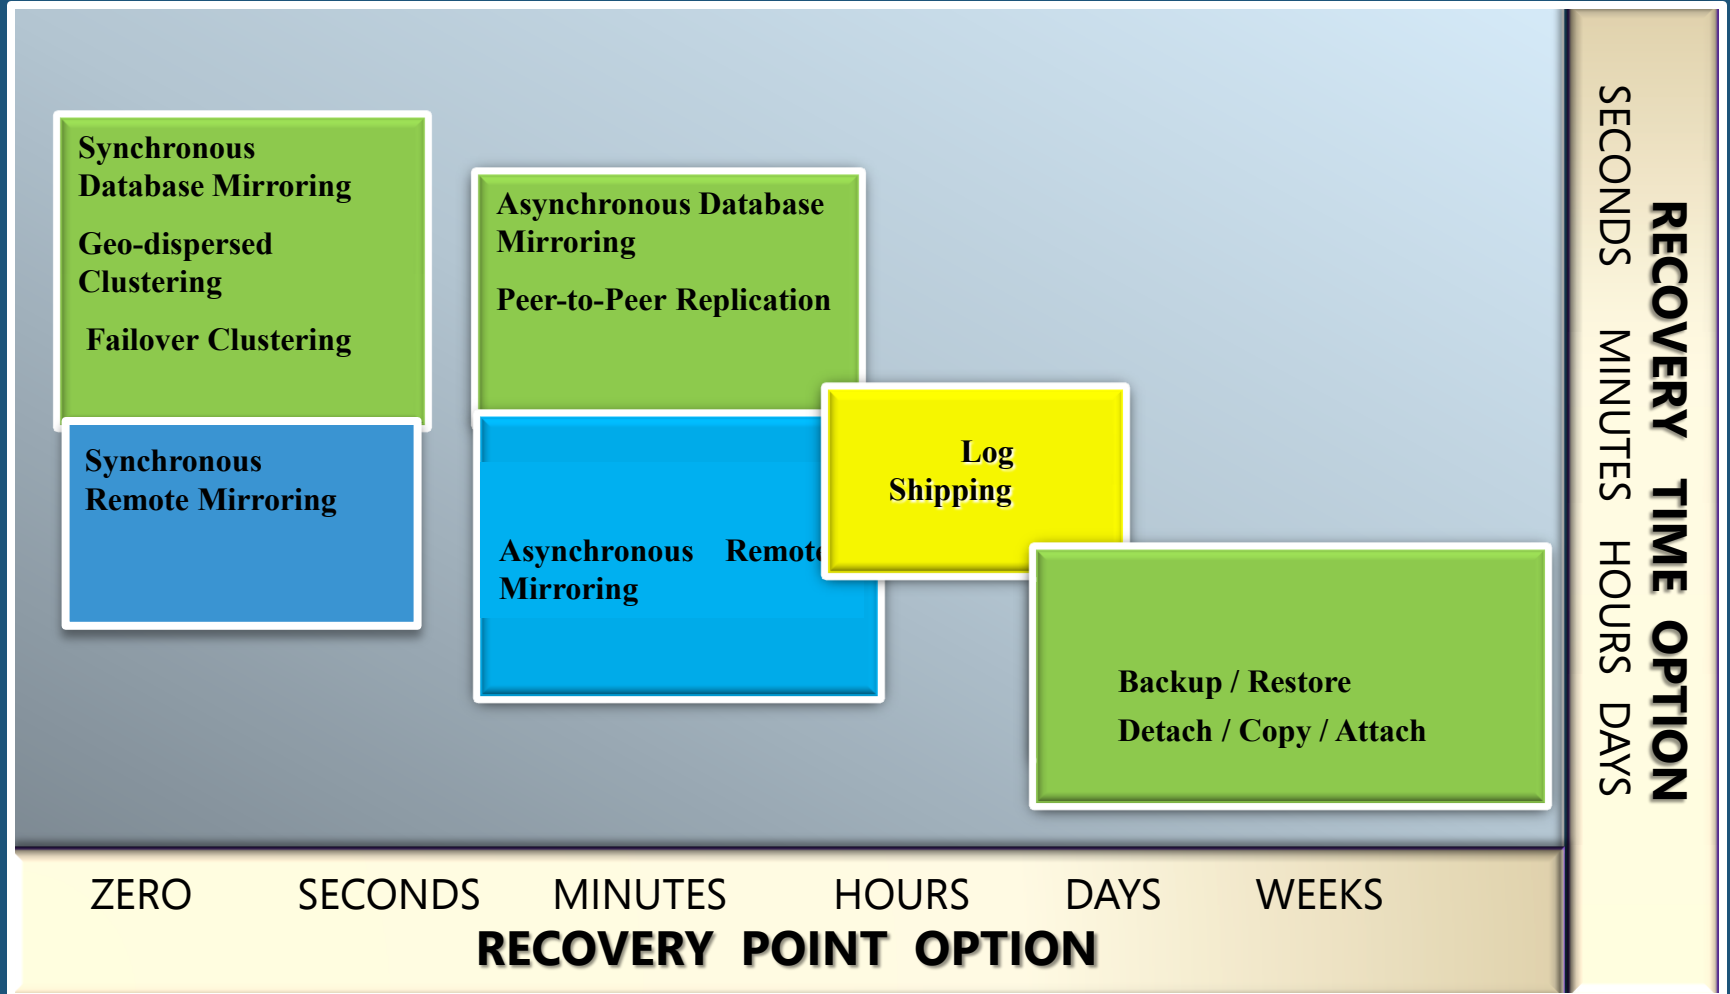 Synchronous
Database Mirroring
Geo-dispersed
Clustering
Failover Clustering
Synchronous
Remote Mirroring
Asynchronous Database
Mirroring
Peer-to-Peer Replication
Asynchronous Remote
Mirroring
Log
Shipping
Backup / Restore
Detach / Copy / Attach
SECONDS MINUTES HOURS DAYS
RECOVERY TIME OPTION
ZERO SECONDS MINUTES HOURS DAYS WEEKS
RECOVERY POINT OPTION